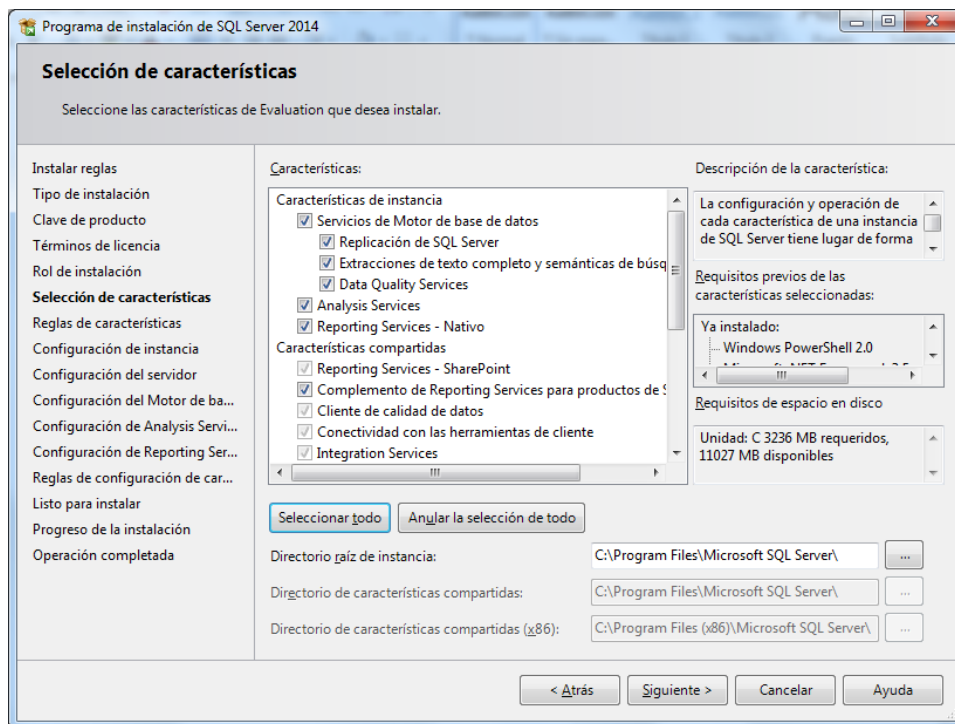 Programa de instalación de SQL Server 2014
Selección de características
Seleccione las características de Evaluation que desea instalar.
Instalar reglas
Tipo de instalación
Clave de producto
Términos de licencia
Rol de instalación
Selección de características
Reglas de características
Configuración de instancia
Configuración del servidor
Configuración del Motor de ba...
Configuración de Analysis Servi...
Configuración de Reporting Ser...
Reglas de configuración de car...
Listo para instalar
Progreso de la instalación
Operación completada
Características:
Características de instancia
Servicios de Motor de base de datos
Replicación de SQL Server
Extracciones de texto completo y semánticas de búsq
Data Quality Services
Analysis Services
Reporting Services - Nativo
Características compartidas
Reporting Services - SharePoint
Complemento de Reporting Services para productos de S
Cliente de calidad de datos
Conectividad con las herramientas de cliente
Integration Services
Descripción de la característica:
La configuración y operación de
cada característica de una instancia
de SQL Server tiene lugar de forma
Requisitos previos de las
características seleccionadas:
Ya instalado:
Windows PowerShell 2.0
Requisitos de espacio en disco
Unidad: C 3236 MB requeridos,
11027 MB disponibles
Seleccionar todo
Anular la selección de todo
Directorio raíz de instancia:
C:\Program Files\Microsoft SQL Server\
...
Directorio de características compartidas:
C:\Program Files\Microsoft SQL Server\
...
Directorio de características compartidas (x86):
C:\Program Files (x86)\Microsoft SQL Server\
...
< Atrás
Siguiente >
Cancelar
Ayuda